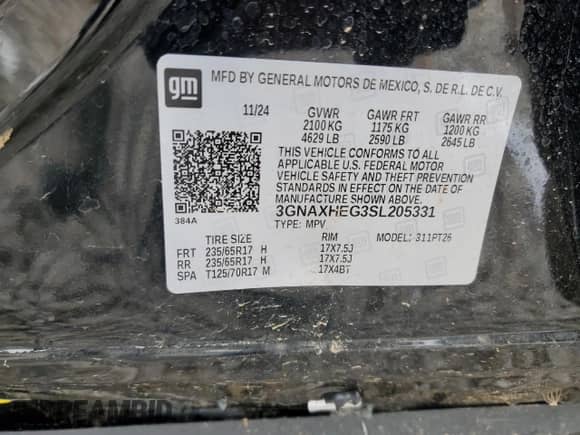 gm
MFD BY GENERAL MOTORS DE MEXICO, S. DE R.L. DE C.V.
11/24 GVWR GAWR FRT GAWR RR
2100 KG 1175 KG 1200 KG
4629 LB 2590 LB 2645 LB
THIS VEHICLE CONFORMS TO ALL
APPLICABLE U.S. FEDERAL MOTOR
VEHICLE SAFETY AND THEFT PREVENTION
STANDARDS IN EFFECT ON THE DATE OF
MANUFACTURE SHOWN ABOVE.
3GNAXHEG3SL205331
TYPE: MPV
384A
TIRE SIZE RIM MODEL: 311PT26
FRT 235/65R17 H 17X7.5J
RR 235/65R17 H 17X7.5J
SPA T125/70R17 M 17X4BT